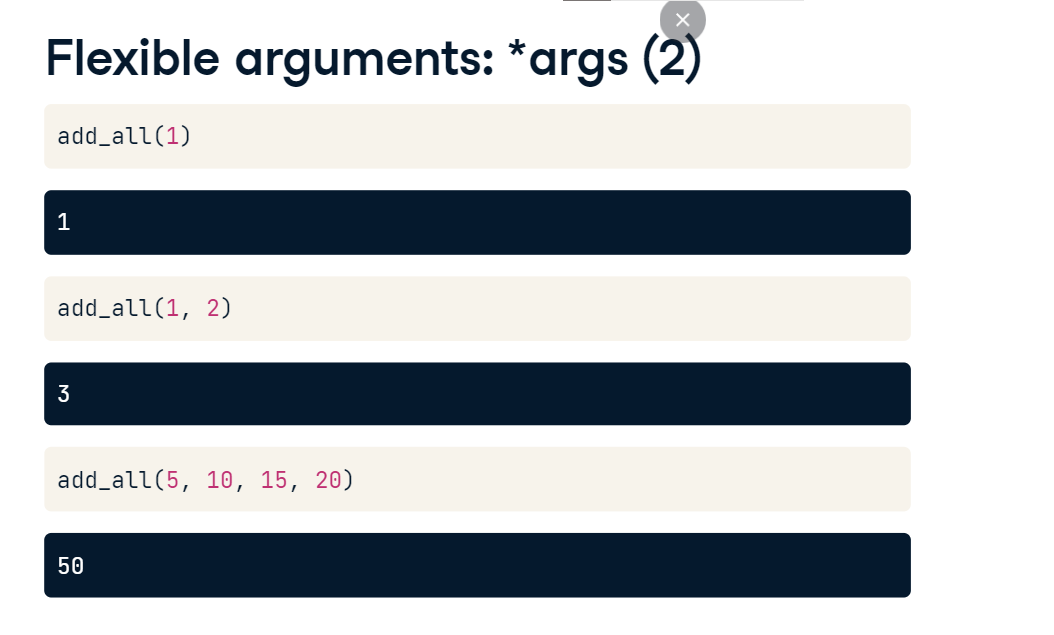 Flexible arguments: *args (2)
add_all(1)
1
add_all(1, 2)
3
add_all(5, 10, 15, 20)
50